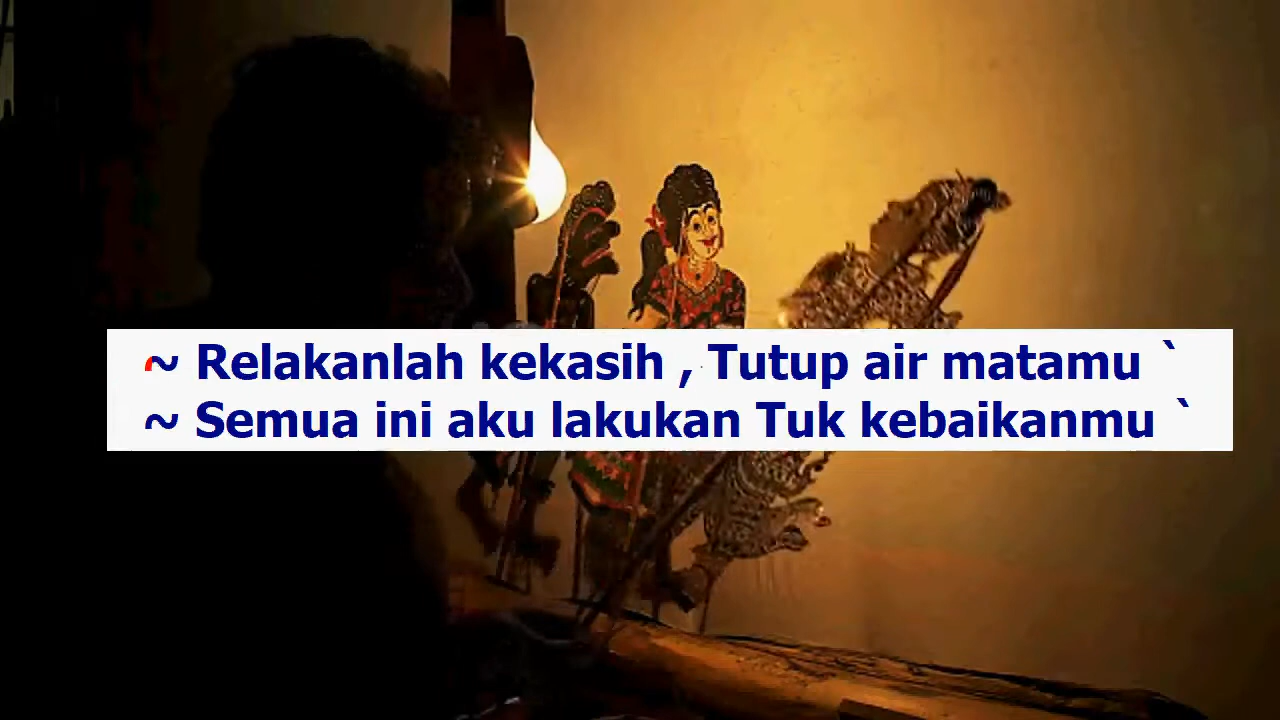 ~ Relakanlah kekasih , Tutup air matamu `
~ Semua ini aku lakukan Tuk kebaikanmu `